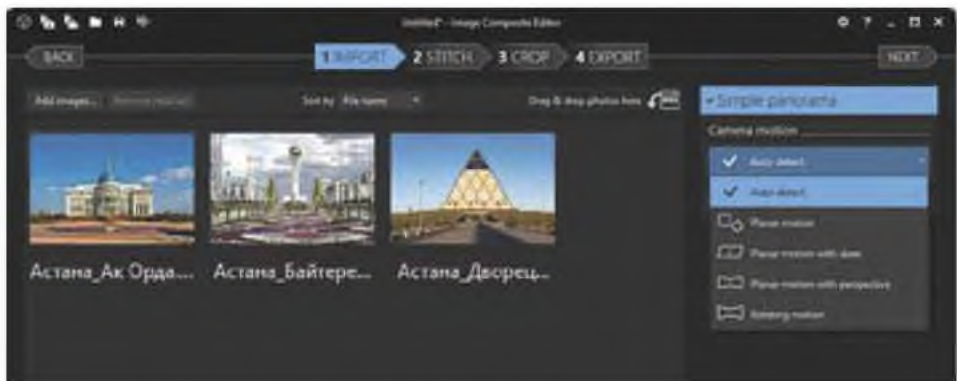 Untitled* - Image Composite Editor
BACK
1 IMPORT
2 STITCH
3 CROP
4 EXPORT
NEXT
Add images...
Sort by File name
Drag & drop photos here
Simple panorama
Camera motion
Auto-detect
Auto-detect
Planar motion
Planar motion with skew
Planar motion with perspective
Rotating motion
Астана_Ак Орда....
Астана_Байтере...
Астана_Дворец...